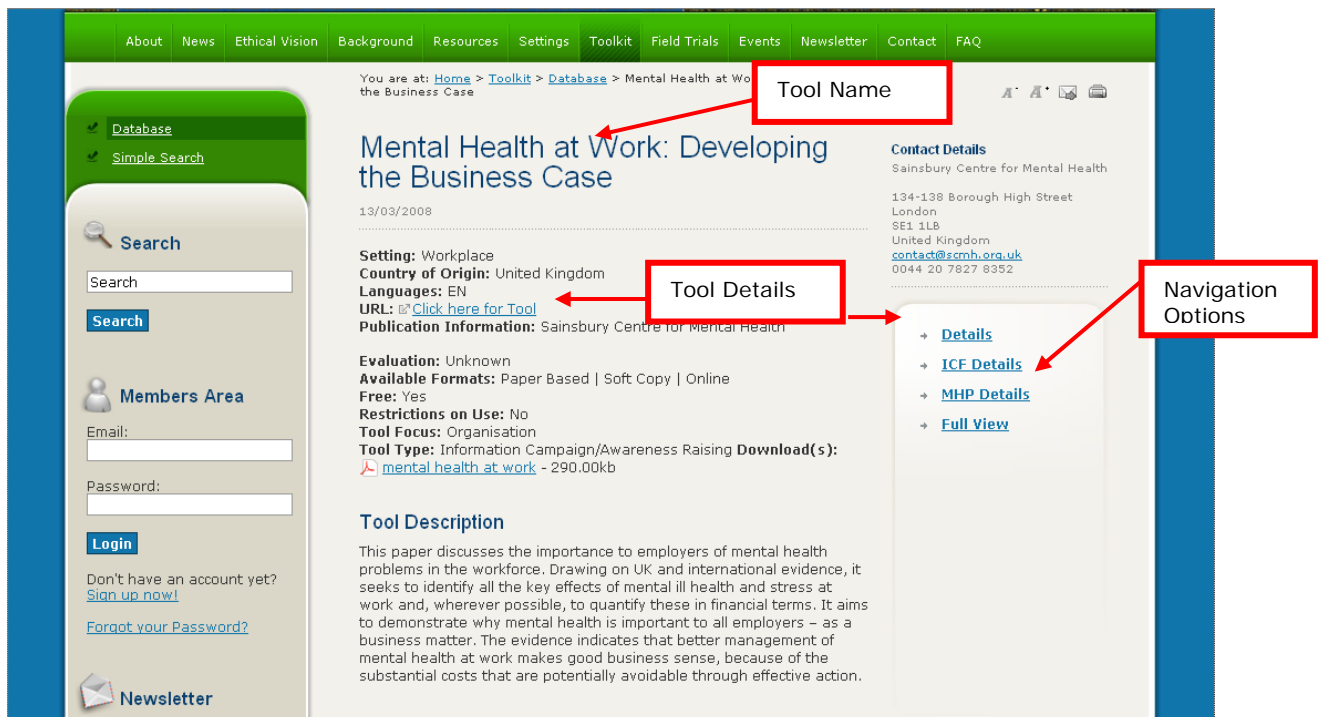 About News Ethical Vision Background Resources Settings Toolkit Field Trials Events Newsletter Contact FAQ
You are at: Home > Toolkit > Database > Mental Health at Wo
the Business Case
Tool Name
A- A+
Database
Simple Search
Mental Health at Work: Developing
the Business Case
13/03/2008
Contact Details
Sainsbury Centre for Mental Health
134-138 Borough High Street
London
SE1 1LB
United Kingdom
contact@scmh.org.uk
0044 20 7827 8352
Search
Search
Search
Setting: Workplace
Country of Origin: United Kingdom
Languages: EN
URL: Click here for Tool
Publication Information: Sainsbury Centre for Mental Health
Tool Details
Navigation
Options
Details
ICF Details
MHP Details
Full View
Evaluation: Unknown
Available Formats: Paper Based | Soft Copy | Online
Free: Yes
Restrictions on Use: No
Tool Focus: Organisation
Tool Type: Information Campaign/Awareness Raising Download(s):
mental health at work - 290.00kb
Members Area
Email:
Password:
Login
Don't have an account yet?
Sign up now!
Forgot your Password?
Newsletter
Tool Description
This paper discusses the importance to employers of mental health
problems in the workforce. Drawing on UK and international evidence, it
seeks to identify all the key effects of mental ill health and stress at
work and, wherever possible, to quantify these in financial terms. It aims
to demonstrate why mental health is important to all employers – as a
business matter. The evidence indicates that better management of
mental health at work makes good business sense, because of the
substantial costs that are potentially avoidable through effective action.